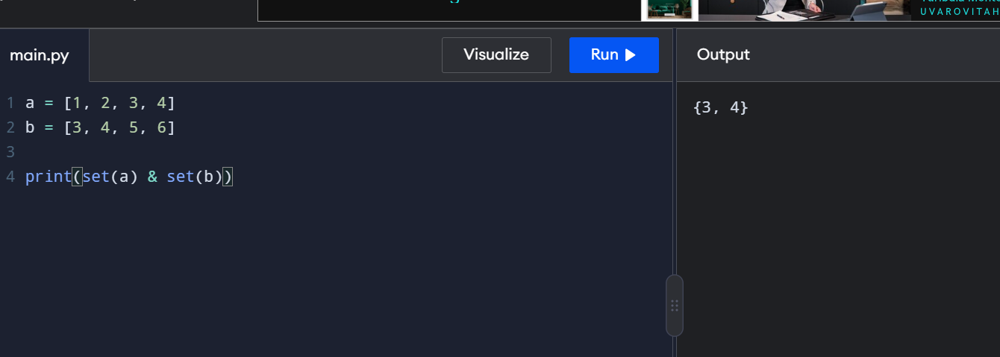 UVAROVITAH
main.py
Visualize
Run
Output
1 a = [1, 2, 3, 4]
2 b = [3, 4, 5, 6]
3
4 print(set(a) & set(b))
{3, 4}